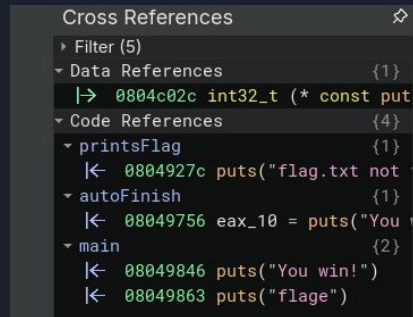 Cross References
Filter (5)
Data References {1}
0804c02c int32_t (* const put
Code References {4}
printsFlag {1}
0804927c puts("flag.txt not
autoFinish {1}
08049756 eax_10 = puts("You
main {2}
08049846 puts("You win!")
08049863 puts("flage")